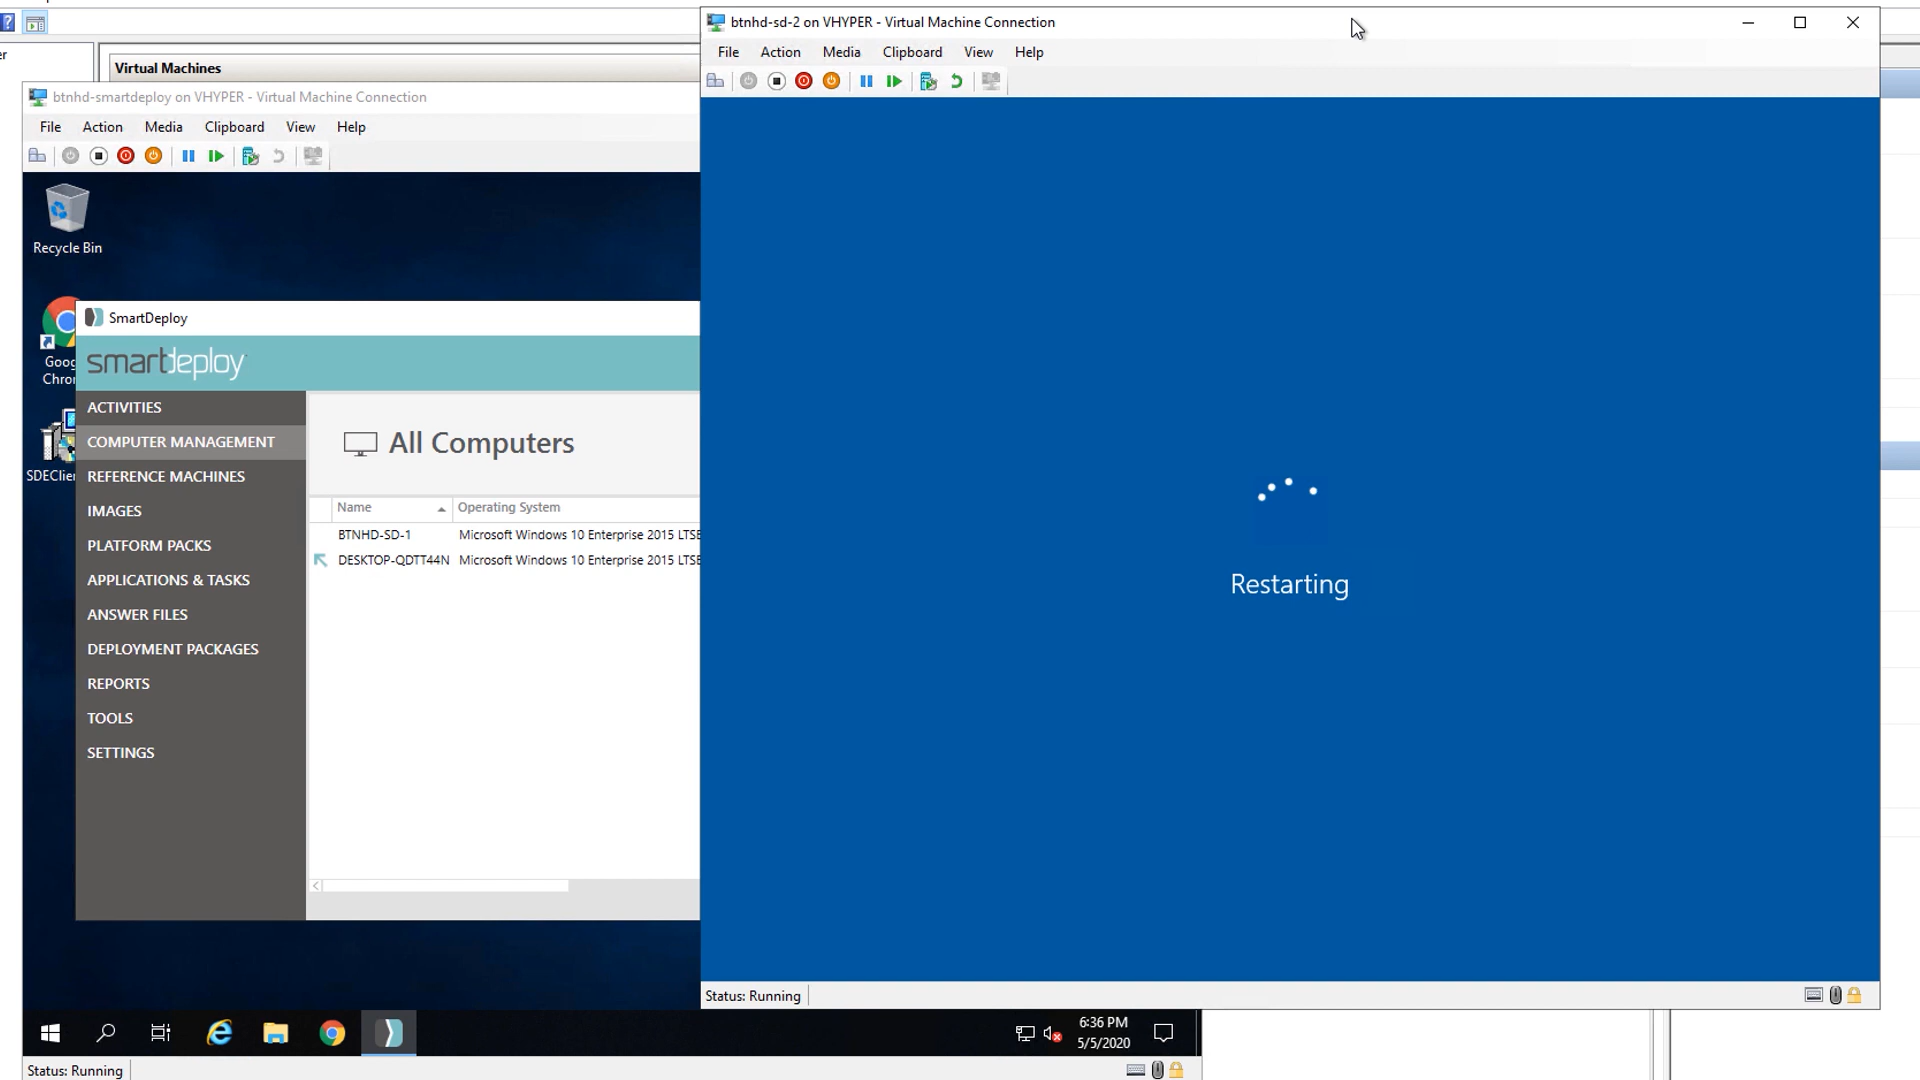 er
Virtual Machines
btnhd-smartdeploy on VHYPER - Virtual Machine Connection
File Action Media Clipboard View Help
Recycle Bin
Goog
Chron
SDEClien
SmartDeploy
smartdeploy
ACTIVITIES
COMPUTER MANAGEMENT
REFERENCE MACHINES
IMAGES
PLATFORM PACKS
APPLICATIONS & TASKS
ANSWER FILES
DEPLOYMENT PACKAGES
REPORTS
TOOLS
SETTINGS
All Computers
Name Operating System
BTNHD-SD-1 Microsoft Windows 10 Enterprise 2015 LTSB
DESKTOP-QDTT44N Microsoft Windows 10 Enterprise 2015 LTSB
6:36 PM
5/5/2020
Status: Running
btnhd-sd-2 on VHYPER - Virtual Machine Connection
File Action Media Clipboard View Help
Restarting
Status: Running